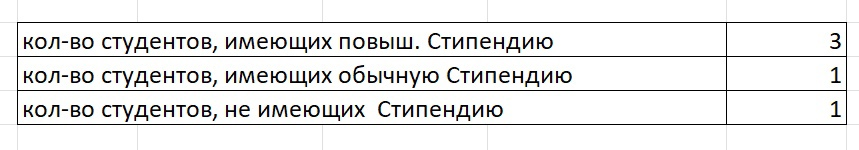 кол-во студентов, имеющих повыш. Стипендию 3
кол-во студентов, имеющих обычную Стипендию 1
кол-во студентов, не имеющих  Стипендию 1